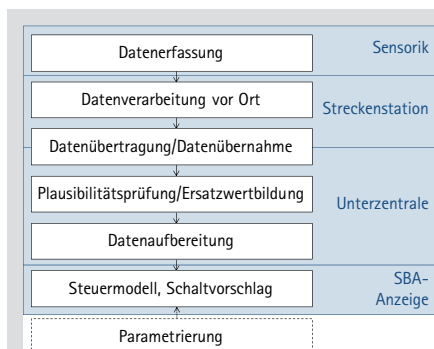 Datenerfassung
Sensorik
Datenverarbeitung vor Ort
Streckenstation
Datenübertragung/Datenübernahme
Plausibilitätsprüfung/Ersatzwertbildung
Unterzentrale
Datenaufbereitung
Steuermodell, Schaltvorschlag
SBA-
Anzeige
Parametrierung